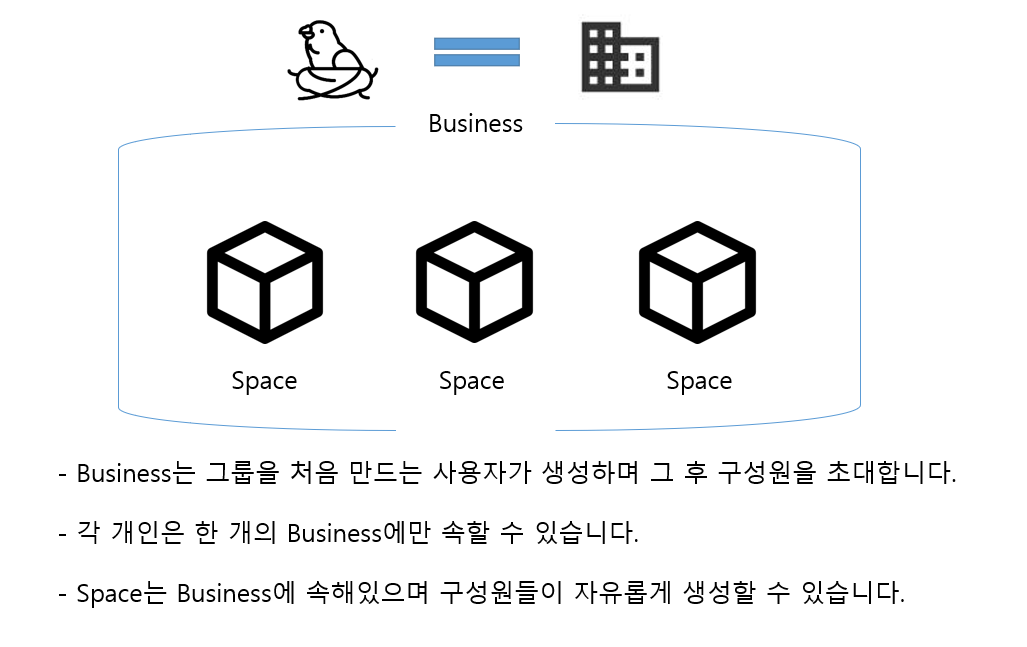 Business
Space Space Space
- Business는 그룹을 처음 만드는 사용자가 생성하며 그 후 구성원을 초대합니다.
- 각 개인은 한 개의 Business에만 속할 수 있습니다.
- Space는 Business에 속해있으며 구성원들이 자유롭게 생성할 수 있습니다.